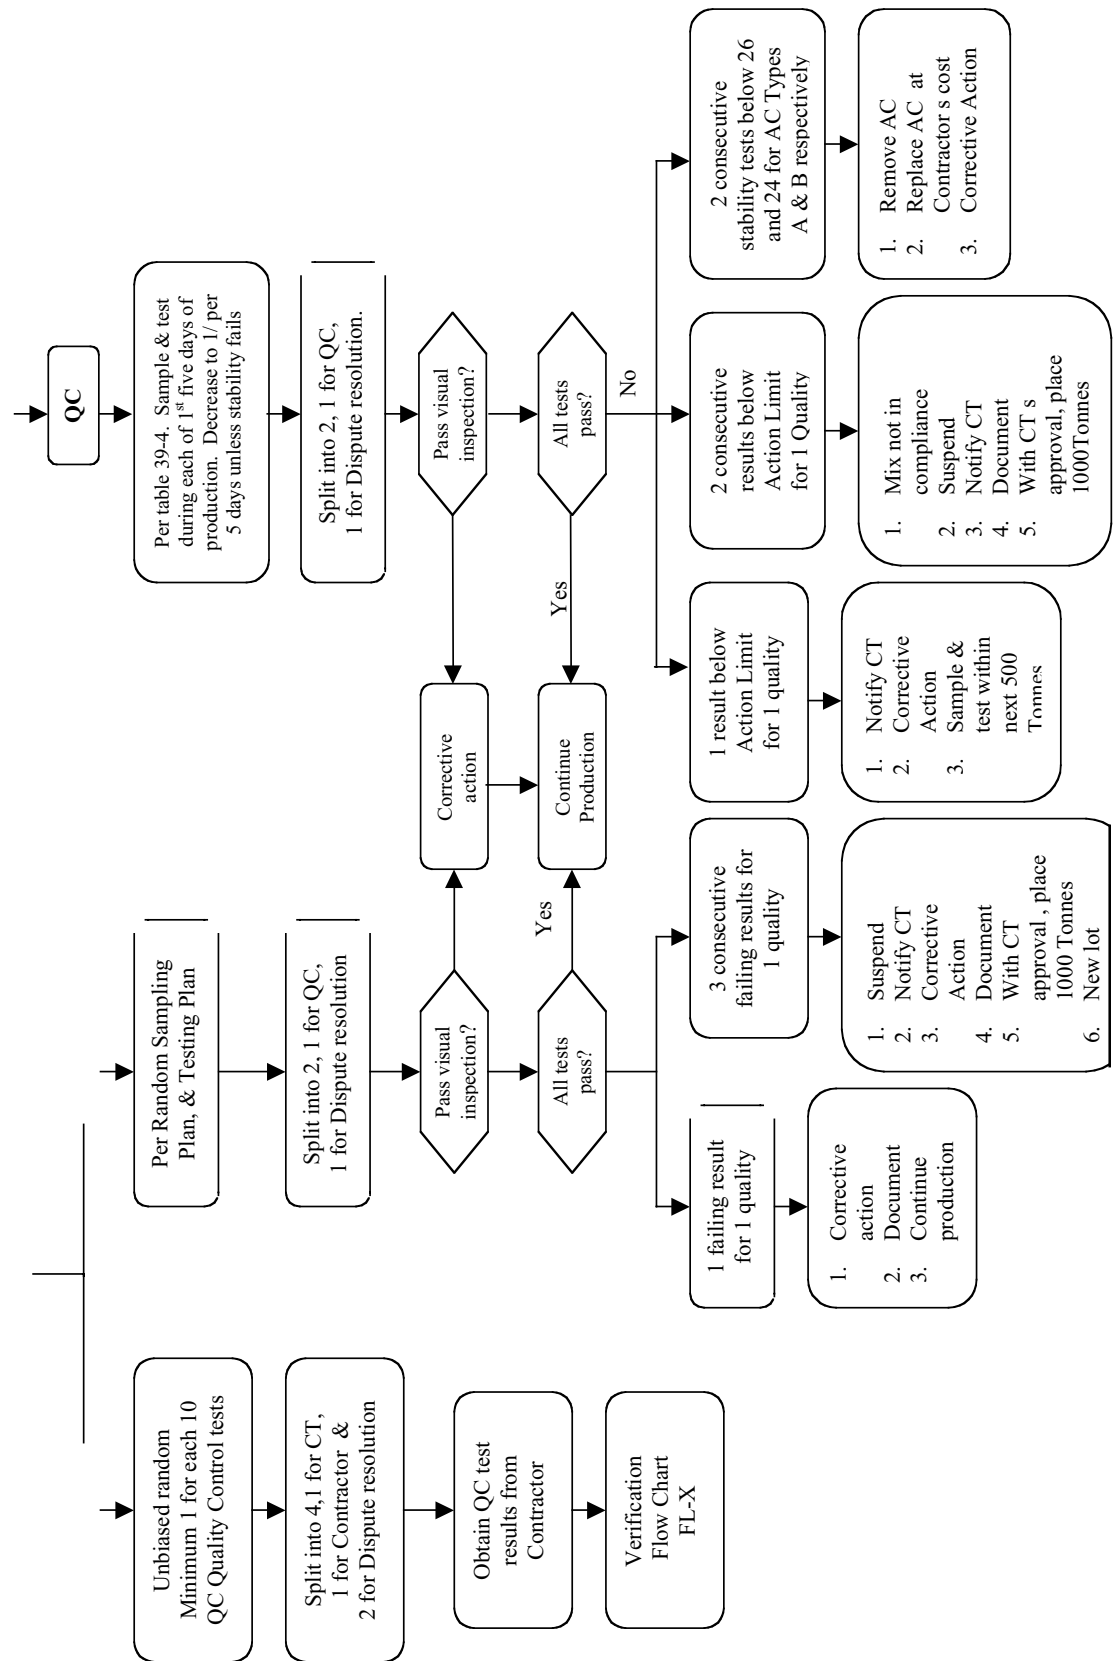 Unbiased random
Minimum 1 for each 10
QC Quality Control tests
Split into 4,1 for CT,
1 for Contractor &
2 for Dispute resolution
Obtain QC test
results from
Contractor
Verification
Flow Chart
FL-X
Per Random Sampling
Plan, & Testing Plan
Split into 2, 1 for QC,
1 for Dispute resolution
Pass visual
inspection?
All tests
pass?
Yes
1 failing result
for 1 quality
1. Corrective
action
2. Document
3. Continue
production
3 consecutive
failing results for
1 quality
1. Suspend
2. Notify CT
3. Corrective
Action
4. Document
5. With CT
approval , place
1000 Tonnes
6. New lot
Corrective
action
Continue
Production
QC
Per table 39-4. Sample & test
during each of 1st five days of
production. Decrease to 1/ per
5 days unless stability fails
Split into 2, 1 for QC,
1 for Dispute resolution.
Pass visual
inspection?
All tests
pass?
Yes
No
1 result below
Action Limit
for 1 quality
1. Notify CT
2. Corrective
Action
3. Sample &
test within
next 500
Tonnes
2 consecutive
results below
Action Limit
for 1 Quality
1. Mix not in
compliance
2. Suspend
3. Notify CT
4. Document
5. With CT s
approval, place
1000Tonnes
2 consecutive
stability tests below 26
and 24 for AC Types
A & B respectively
1. Remove AC
2. Replace AC at
Contractor s cost
3. Corrective Action